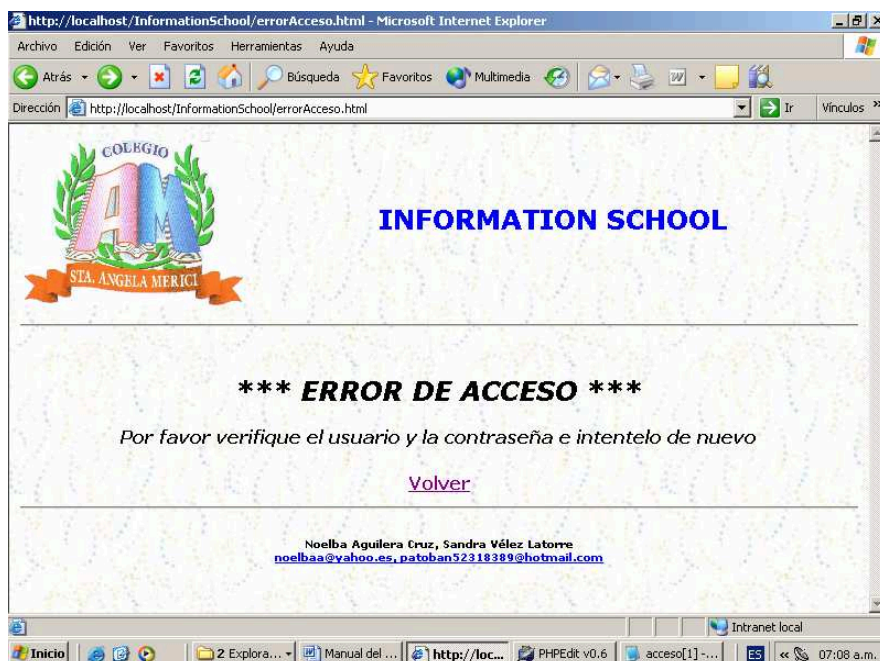 http://localhost/InformationSchool/errorAcceso.html - Microsoft Internet Explorer
Archivo Edición Ver Favoritos Herramientas Ayuda
Atrás Búsqueda Favoritos Multimedia
Dirección http://localhost/InformationSchool/errorAcceso.html Ir Vínculos »
COLEGIO
AM
STA. ANGELA MERICI
INFORMATION SCHOOL
*** ERROR DE ACCESO ***
Por favor verifique el usuario y la contraseña e intentelo de nuevo
Volver
Noelba Aguilera Cruz, Sandra Vélez Latorre
noelbaa@yahoo.es, patoban52318389@hotmail.com
Intranet local
Inicio 2 Explora... Manual del ... http://loc... PHPEdit v0.6 acceso[1] -... ES « 07:08 a.m.